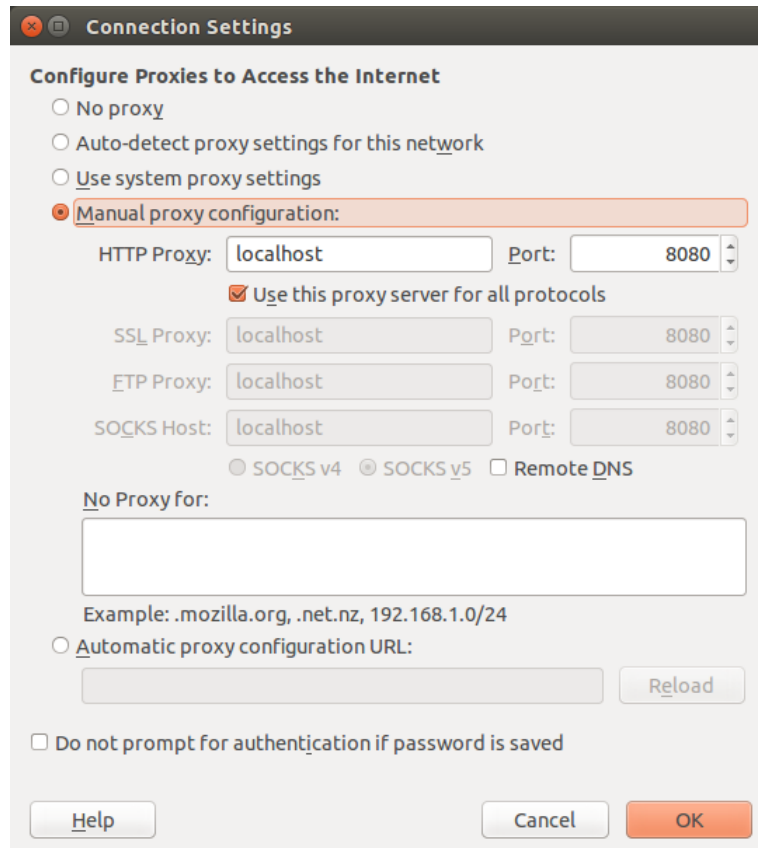 Connection Settings
Configure Proxies to Access the Internet
No proxy
Auto-detect proxy settings for this network
Use system proxy settings
Manual proxy configuration:
HTTP Proxy: localhost Port: 8080
Use this proxy server for all protocols
SSL Proxy: localhost Port: 8080
FTP Proxy: localhost Port: 8080
SOCKS Host: localhost Port: 8080
SOCKS v4 SOCKS v5 Remote DNS
No Proxy for:
Example: .mozilla.org, .net.nz, 192.168.1.0/24
Automatic proxy configuration URL:
Reload
Do not prompt for authentication if password is saved
Help Cancel OK